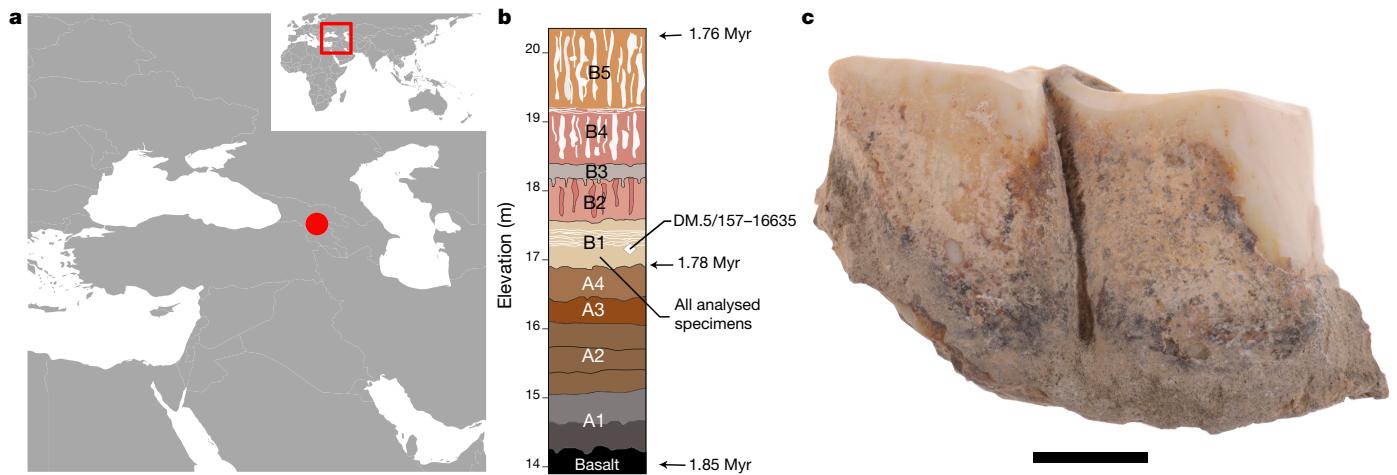 a
b
c
Elevation (m)
20
19
18
17
16
15
14
B5
B4
B3
B2
B1
A4
A3
A2
A1
Basalt
1.76 Myr
DM.5/157–16635
1.78 Myr
All analysed
specimens
1.85 Myr